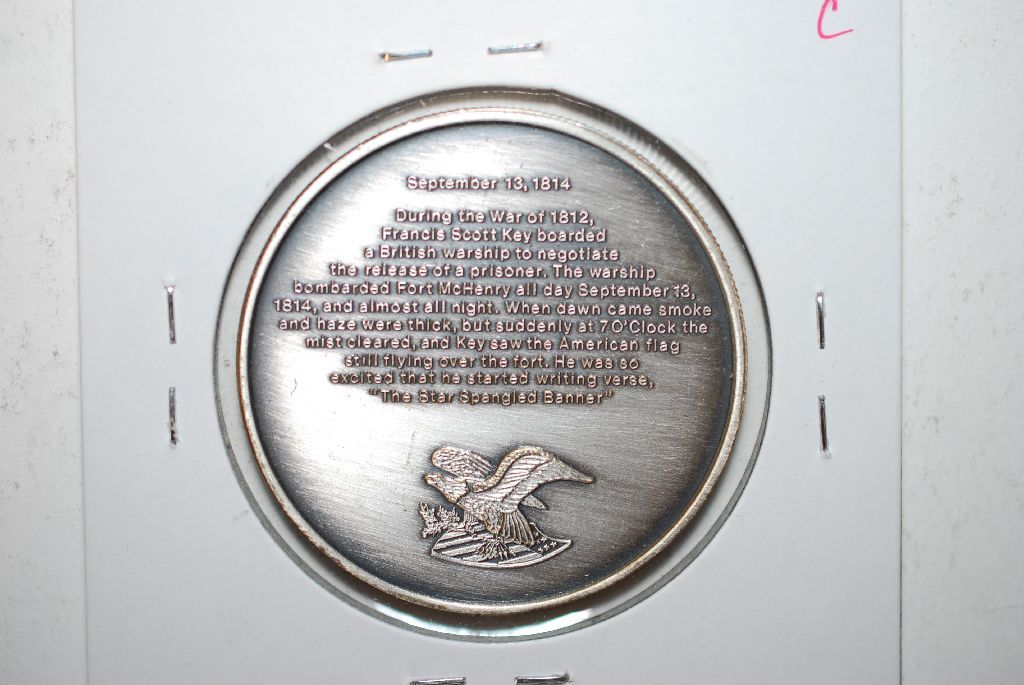 C
September 13, 1814
During the War of 1812,
Francis Scott Key boarded
a British warship to negotiate
the release of a prisoner. The warship
bombarded Fort McHenry all day September 13,
1814, and almost all night. When dawn came smoke
and haze were thick, but suddenly at 7 O'Clock the
mist cleared, and Key saw the American flag
still flying over the fort. He was so
excited that he started writing verse,
"The Star Spangled Banner"